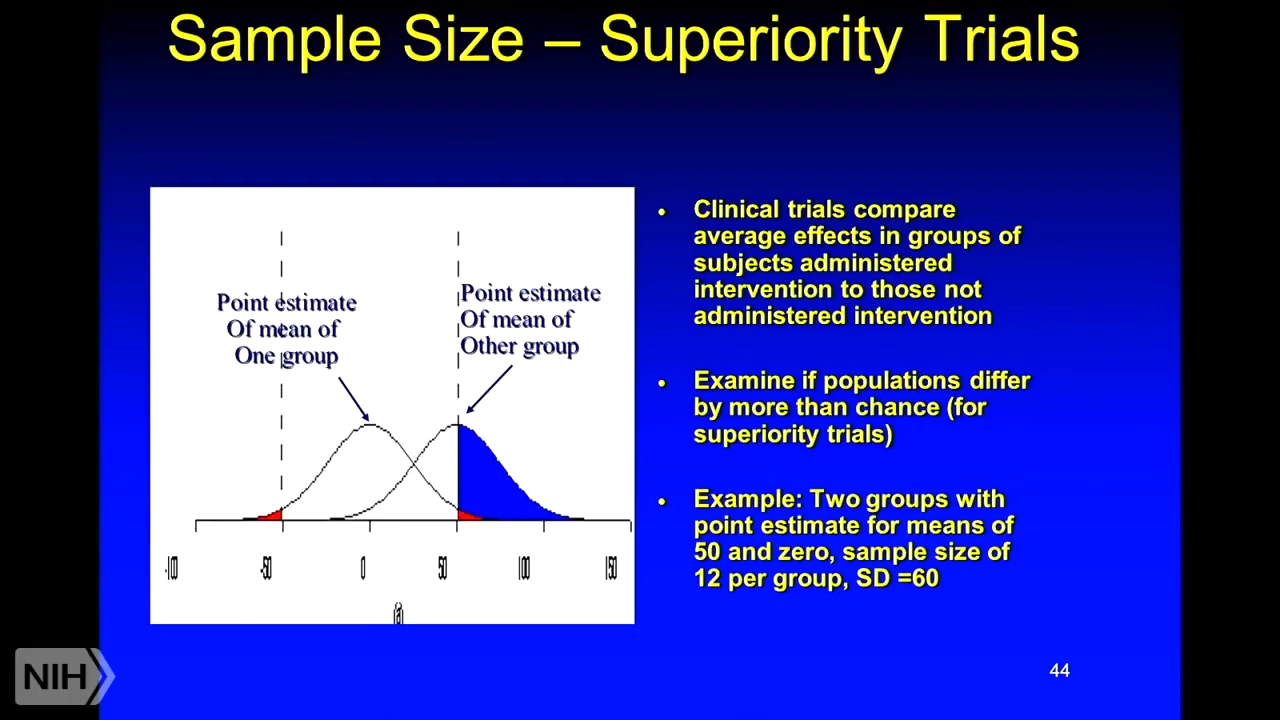 Sample Size – Superiority Trials
Point estimate
Of mean of
One group
Point estimate
Of mean of
Other group
-100
-50
0
50
100
150
(a)
• Clinical trials compare
average effects in groups of
subjects administered
intervention to those not
administered intervention
• Examine if populations differ
by more than chance (for
superiority trials)
• Example: Two groups with
point estimate for means of
50 and zero, sample size of
12 per group, SD =60
NIH
44